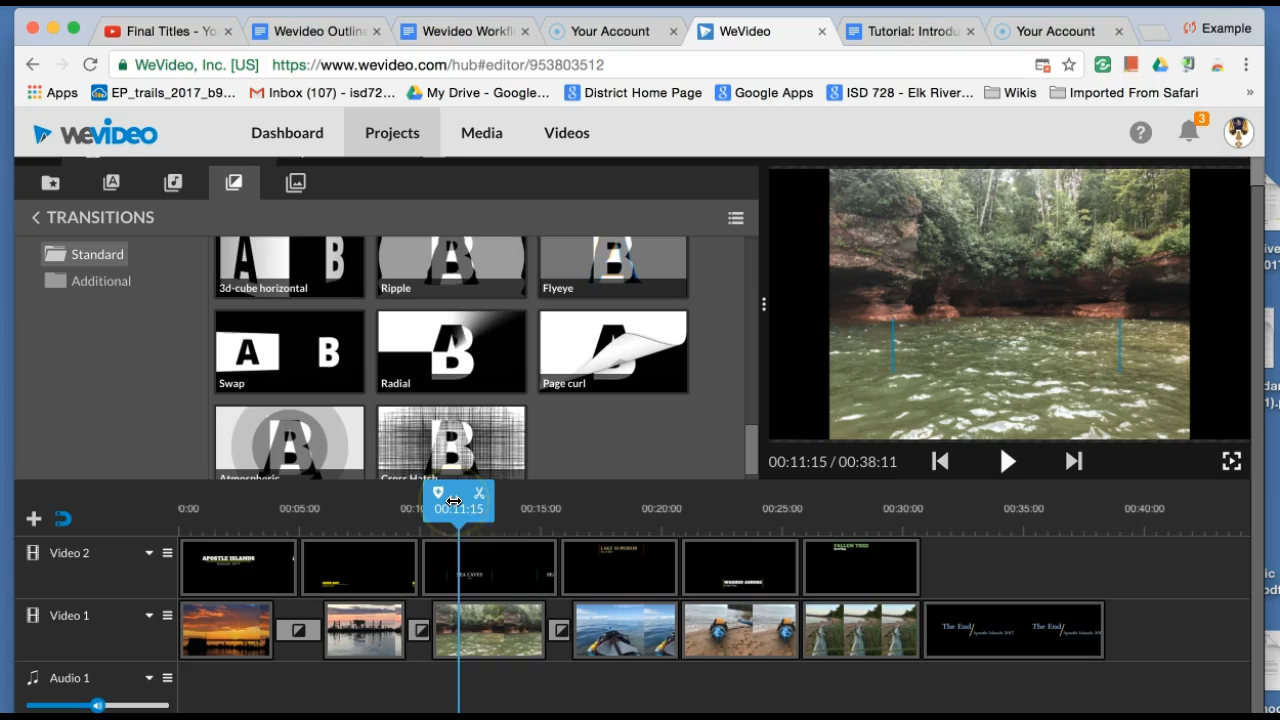 Final Titles - Yo
Wevideo Outline
Wevideo Workfl
Your Account
WeVideo
Tutorial: Introdu
Your Account
Example
WeVideo, Inc. [US]
https://www.wevideo.com/hub#editor/953803512
Apps
EP_trails_2017_b9...
Inbox (107) - isd72...
My Drive - Google...
District Home Page
Google Apps
ISD 728 - Elk River...
Wikis
Imported From Safari
»
WEVIDEO
Dashboard
Projects
Media
Videos
3
TRANSITIONS
Standard
Additional
3d-cube horizontal
Ripple
Flyeye
Swap
Radial
Page curl
Atmospheric
Cross Hatch
00:11:15 / 00:38:11
0:00
00:05:00
00:11:15
00:15:00
00:20:00
00:25:00
00:30:00
00:35:00
00:40:00
Video 2
APOSTLE ISLANDS
SEA CAVES
LAKE SUPERIOR
WASHED ASHORE
FALLEN TREE
Video 1
The End/
Apostle Islands 2017
The End/
Audio 1